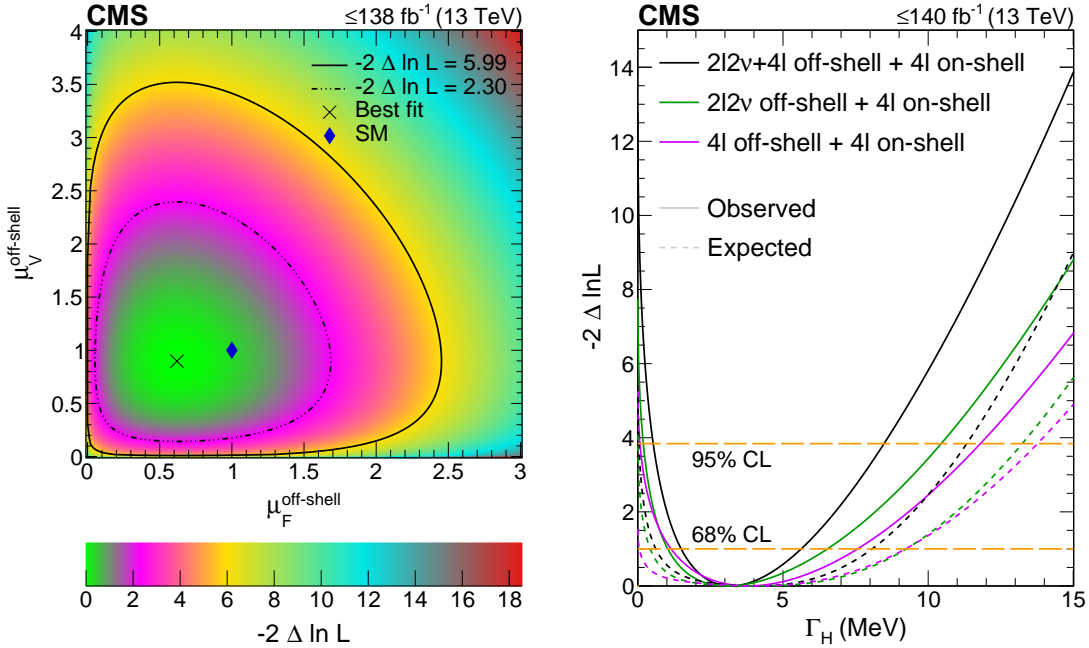 CMS
≤138 fb⁻¹ (13 TeV)
-2 Δ ln L = 5.99
-2 Δ ln L = 2.30
Best fit
SM
4
3.5
3
2.5
2
1.5
1
0.5
0
μ_V^off-shell
0 0.5 1 1.5 2 2.5 3
μ_F^off-shell
0 2 4 6 8 10 12 14 16 18
-2 Δ ln L
CMS
≤140 fb⁻¹ (13 TeV)
2l2ν+4l off-shell + 4l on-shell
2l2ν off-shell + 4l on-shell
4l off-shell + 4l on-shell
Observed
Expected
14
12
10
8
6
4
2
0
-2 Δ lnL
95% CL
68% CL
0 5 10 15
Γ_H (MeV)